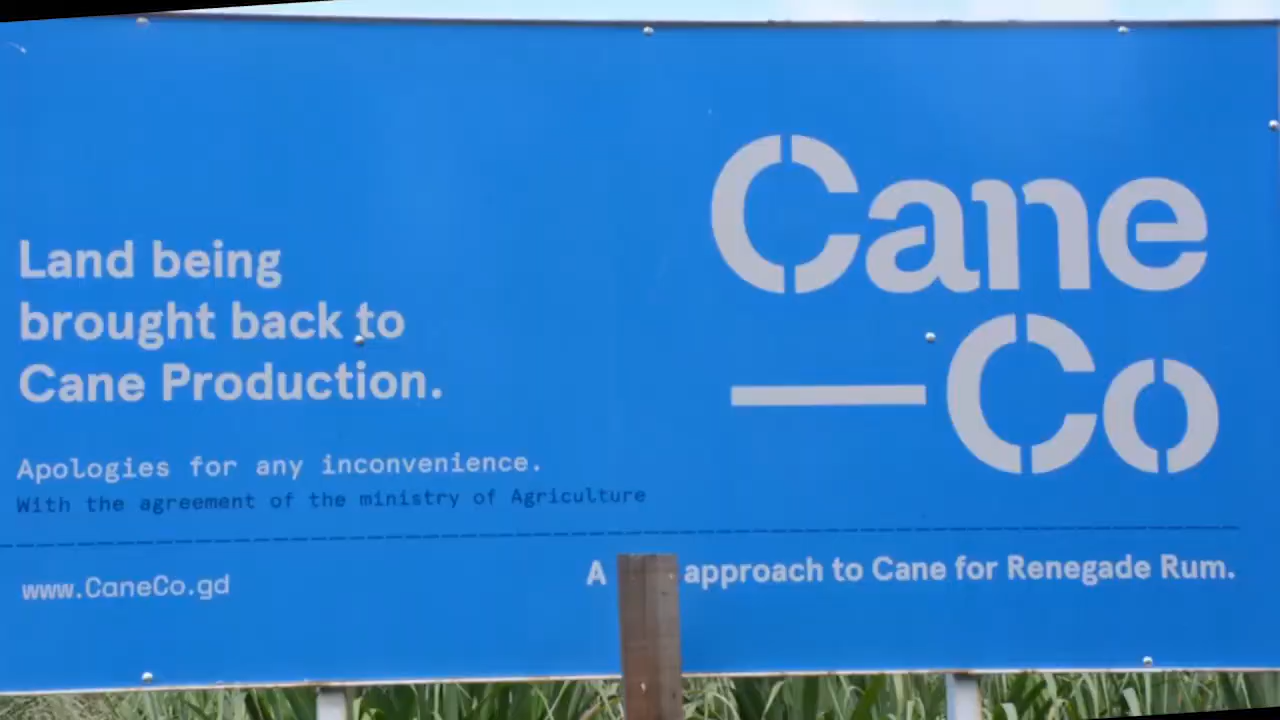 Cane
—Co
Land being
brought back to
Cane Production.
Apologies for any inconvenience.
With the agreement of the ministry of Agriculture
www.CaneCo.gd
A approach to Cane for Renegade Rum.